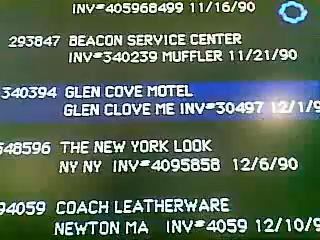 INV=405968499 11/16/90
293847 BEACON SERVICE CENTER
INV=340239 MUFFLER 11/21/90
340394 GLEN COVE MOTEL
GLEN CLOVE ME INV=30497 12/1/9
548596 THE NEW YORK LOOK
NY NY INV=4095858 12/6/90
94059 COACH LEATHERWARE
NEWTON MA INV=4059 12/10/9